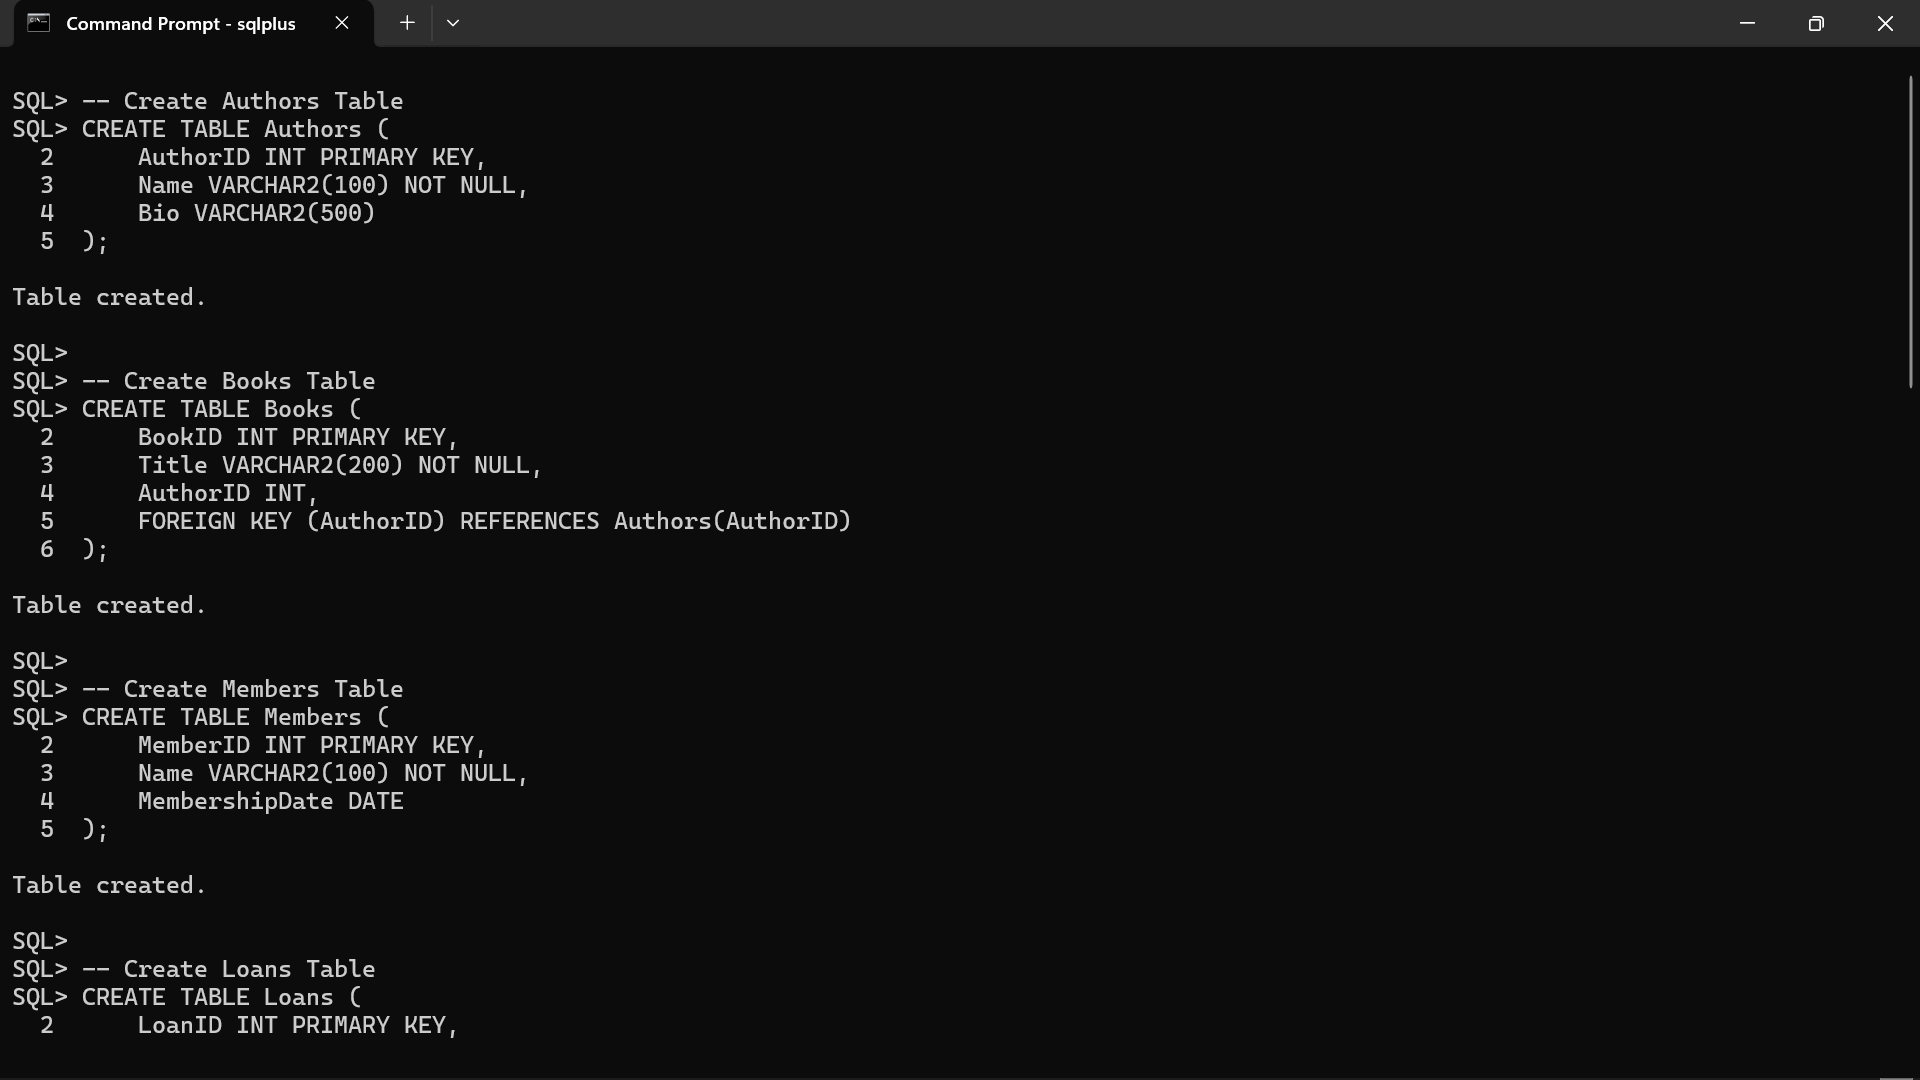 Command Prompt - sqlplus
SQL> -- Create Authors Table
SQL> CREATE TABLE Authors (
  2      AuthorID INT PRIMARY KEY,
  3      Name VARCHAR2(100) NOT NULL,
  4      Bio VARCHAR2(500)
  5  );
Table created.
SQL>
SQL> -- Create Books Table
SQL> CREATE TABLE Books (
  2      BookID INT PRIMARY KEY,
  3      Title VARCHAR2(200) NOT NULL,
  4      AuthorID INT,
  5      FOREIGN KEY (AuthorID) REFERENCES Authors(AuthorID)
  6  );
Table created.
SQL>
SQL> -- Create Members Table
SQL> CREATE TABLE Members (
  2      MemberID INT PRIMARY KEY,
  3      Name VARCHAR2(100) NOT NULL,
  4      MembershipDate DATE
  5  );
Table created.
SQL>
SQL> -- Create Loans Table
SQL> CREATE TABLE Loans (
  2      LoanID INT PRIMARY KEY,